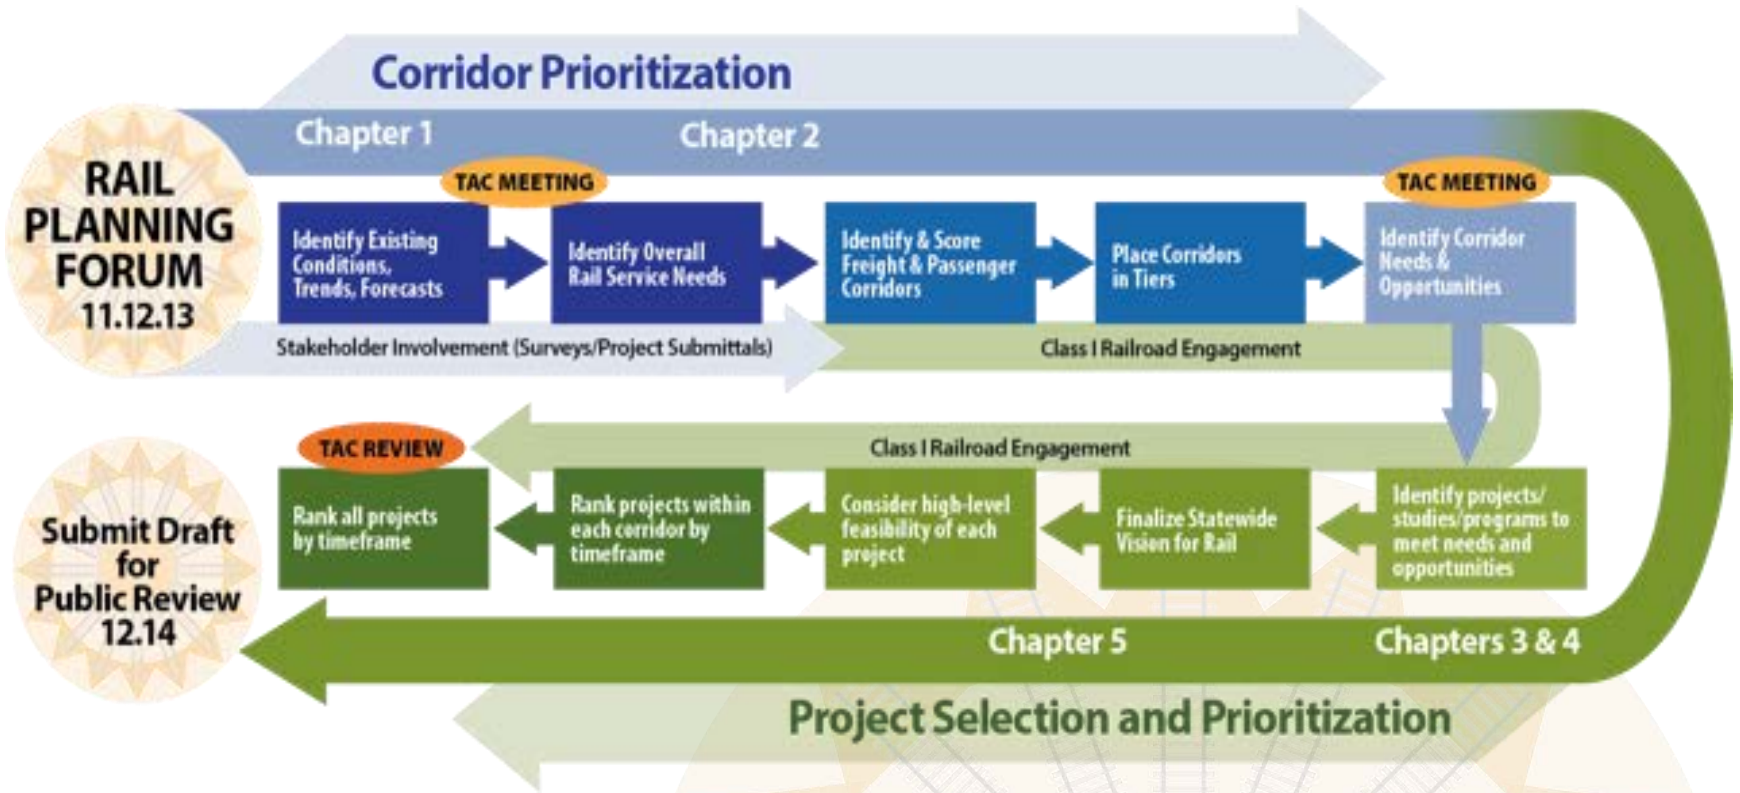 Corridor Prioritization
Chapter 1
Chapter 2
RAIL
PLANNING
FORUM
11.12.13
TAC MEETING
TAC MEETING
Identify Existing
Conditions,
Trends, Forecasts
Identify Overall
Rail Service Needs
Identify & Score
Freight & Passenger
Corridors
Place Corridors
in Tiers
Identify Corridor
Needs &
Opportunities
Stakeholder Involvement (Surveys/Project Submittals)
Class I Railroad Engagement
TAC REVIEW
Class I Railroad Engagement
Submit Draft
for
Public Review
12.14
Rank all projects
by timeframe
Rank projects within
each corridor by
timeframe
Consider high-level
feasibility of each
project
Finalize Statewide
Vision for Rail
Identify projects/
studies/programs to
meet needs and
opportunities
Chapter 5
Chapters 3 & 4
Project Selection and Prioritization